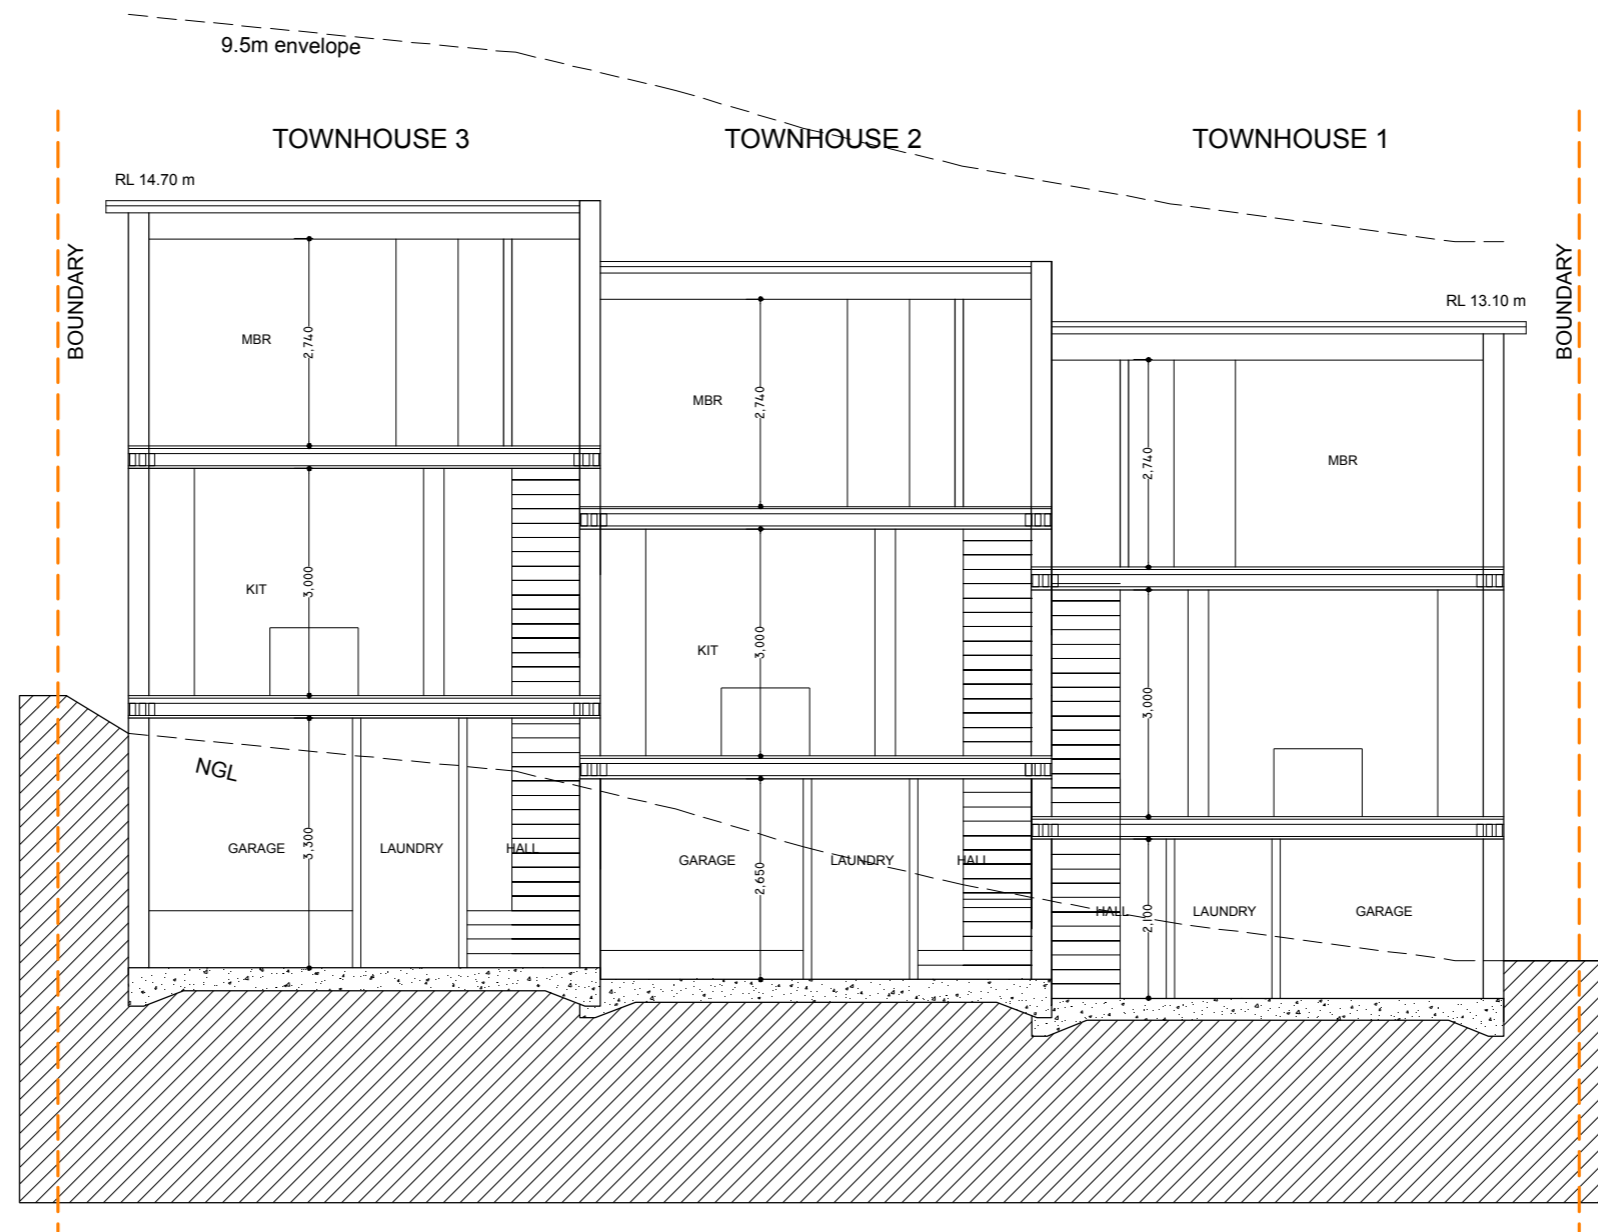 9.5m envelope
TOWNHOUSE 3
TOWNHOUSE 2
TOWNHOUSE 1
RL 14.70 m
RL 13.10 m
BOUNDARY
BOUNDARY
MBR
2,740
MBR
2,740
MBR
2,740
KIT
3,000
KIT
3,000
3,000
NGL
GARAGE
3,300
LAUNDRY
HALL
GARAGE
2,650
LAUNDRY
HALL
HALL
2,100
LAUNDRY
GARAGE